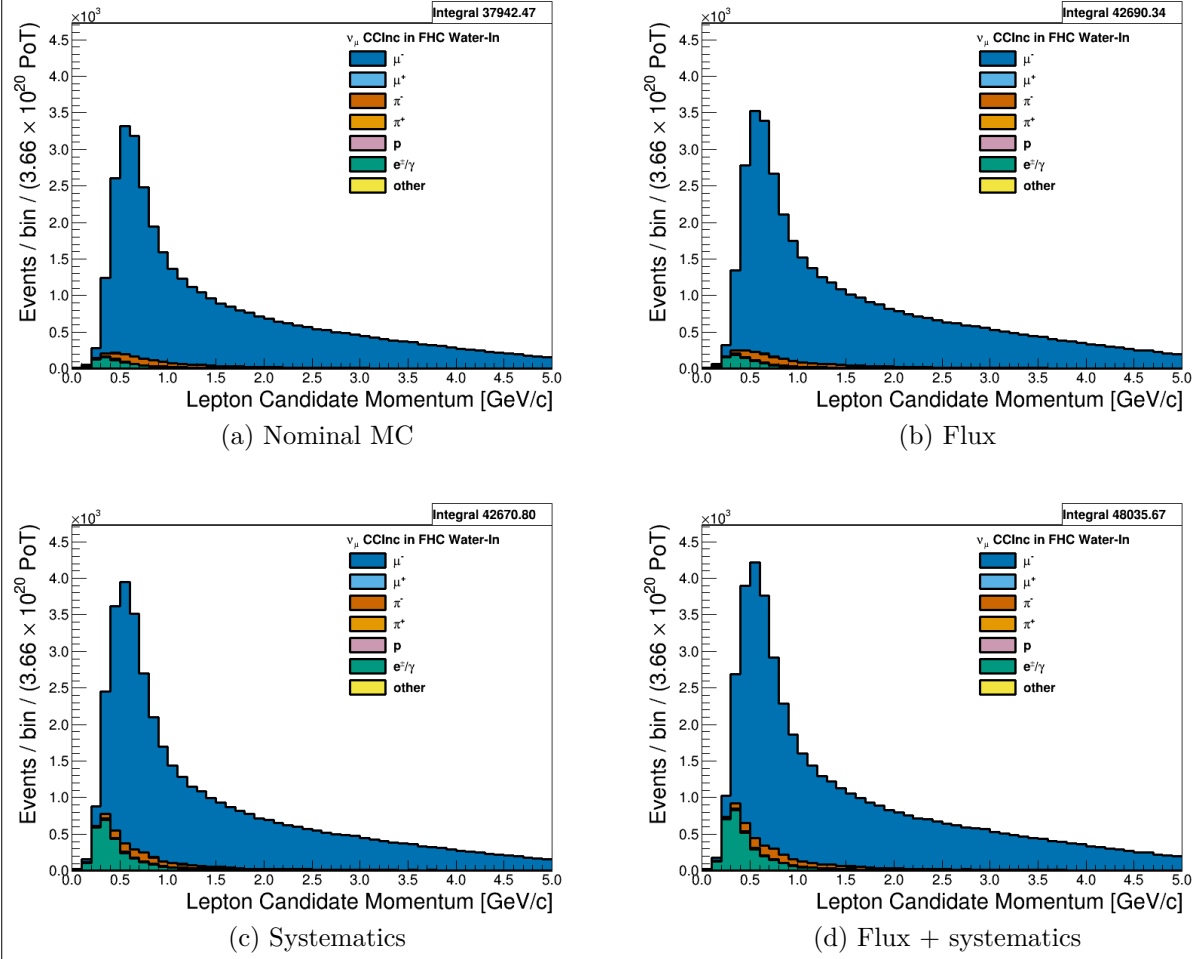 Integral 37942.47
×10³
ν_μ CCInc in FHC Water-In
μ⁻
μ⁺
π⁻
π⁺
p
e±/γ
other
Events / bin / (3.66 × 10²⁰ PoT)
4.5
4.0
3.5
3.0
2.5
2.0
1.5
1.0
0.5
0.0
0.0 0.5 1.0 1.5 2.0 2.5 3.0 3.5 4.0 4.5 5.0
Lepton Candidate Momentum [GeV/c]
(a) Nominal MC
Integral 42690.34
×10³
ν_μ CCInc in FHC Water-In
μ⁻
μ⁺
π⁻
π⁺
p
e±/γ
other
Events / bin / (3.66 × 10²⁰ PoT)
4.5
4.0
3.5
3.0
2.5
2.0
1.5
1.0
0.5
0.0
0.0 0.5 1.0 1.5 2.0 2.5 3.0 3.5 4.0 4.5 5.0
Lepton Candidate Momentum [GeV/c]
(b) Flux
Integral 42670.80
×10³
ν_μ CCInc in FHC Water-In
μ⁻
μ⁺
π⁻
π⁺
p
e±/γ
other
Events / bin / (3.66 × 10²⁰ PoT)
4.5
4.0
3.5
3.0
2.5
2.0
1.5
1.0
0.5
0.0
0.0 0.5 1.0 1.5 2.0 2.5 3.0 3.5 4.0 4.5 5.0
Lepton Candidate Momentum [GeV/c]
(c) Systematics
Integral 48035.67
×10³
ν_μ CCInc in FHC Water-In
μ⁻
μ⁺
π⁻
π⁺
p
e±/γ
other
Events / bin / (3.66 × 10²⁰ PoT)
4.5
4.0
3.5
3.0
2.5
2.0
1.5
1.0
0.5
0.0
0.0 0.5 1.0 1.5 2.0 2.5 3.0 3.5 4.0 4.5 5.0
Lepton Candidate Momentum [GeV/c]
(d) Flux + systematics